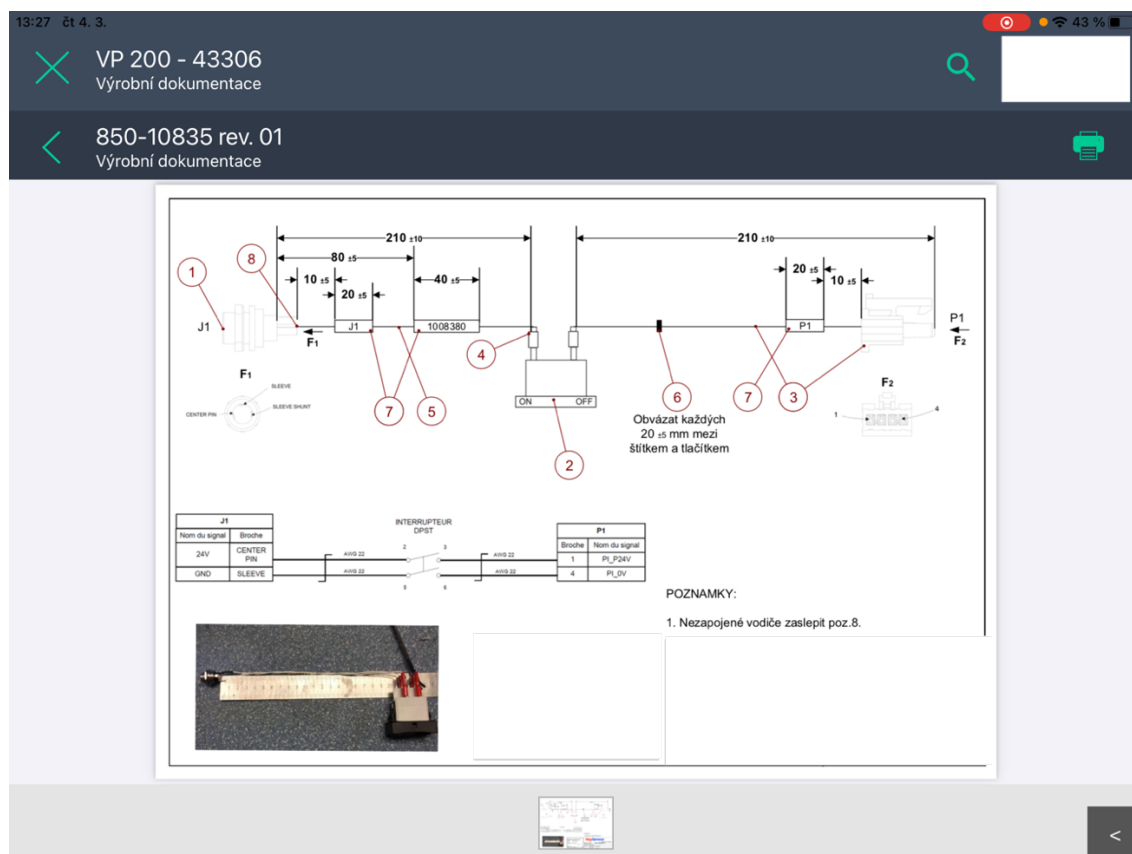 13:27 čt 4. 3.
43 %
VP 200 - 43306
Výrobní dokumentace
850-10835 rev. 01
Výrobní dokumentace
210 ±10
210 ±10
80 ±5
10 ±5
40 ±5
20 ±5
20 ±5
10 ±5
1
8
J1
J1
1008380
P1
P1
F1
F2
4
7
5
6
7
3
F1
SLEEVE
CENTER PIN
SLEEVE SHUNT
ON OFF
2
Obvázat každých
20 ±5 mm mezi
štítkem a tlačítkem
F2
1
4
J1
Nom du signal Broche
24V CENTER PIN
GND SLEEVE
INTERRUPTEUR
DPST
AWG 22
2 3
AWG 22
AWG 22
5 6
AWG 22
P1
Broche Nom du signal
1 PI_P24V
4 PI_0V
POZNAMKY:
1. Nezapojené vodiče zaslepit poz.8.
<